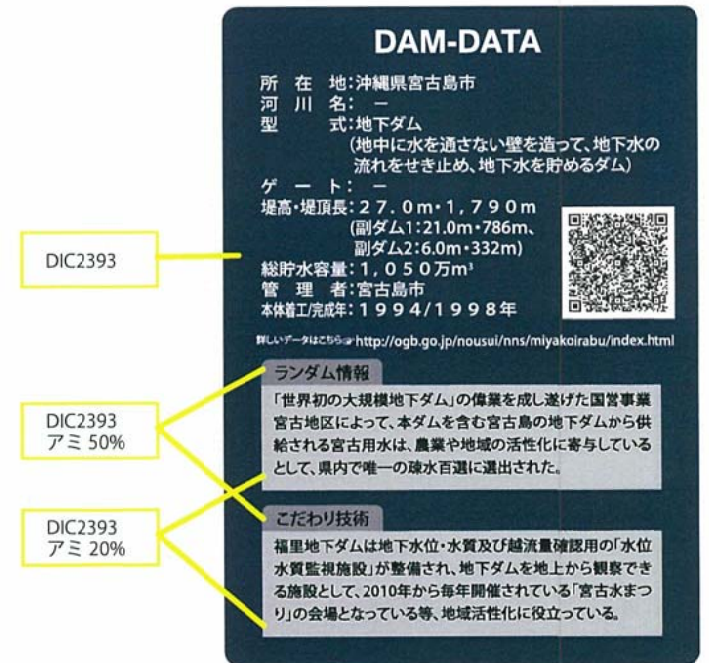 DAM-DATA
所 在 地:沖縄県宮古島市
河 川 名: －
型 式:地下ダム
(地中に水を通さない壁を造って、地下水の
流れをせき止め、地下水を貯めるダム)
ゲ ー ト: －
堤高・堤頂長:27.0m・1,790m
(副ダム1:21.0m・786m、
副ダム2:6.0m・332m)
総貯水容量:1,050万m³
管 理 者:宮古島市
本体着工/完成年:1994/1998年
詳しいデータはこちら☞http://ogb.go.jp/nousui/nns/miyakoirabu/index.html
ランダム情報
「世界初の大規模地下ダム」の偉業を成し遂げた国営事業
宮古地区によって、本ダムを含む宮古島の地下ダムから供
給される宮古用水は、農業や地域の活性化に寄与している
として、県内で唯一の疎水百選に選出された。
こだわり技術
福里地下ダムは地下水位・水質及び越流量確認用の「水位
水質監視施設」が整備され、地下ダムを地上から観察でき
る施設として、2010年から毎年開催されている「宮古水まつ
り」の会場となっている等、地域活性化に役立っている。
DIC2393
DIC2393
アミ 50%
DIC2393
アミ 20%